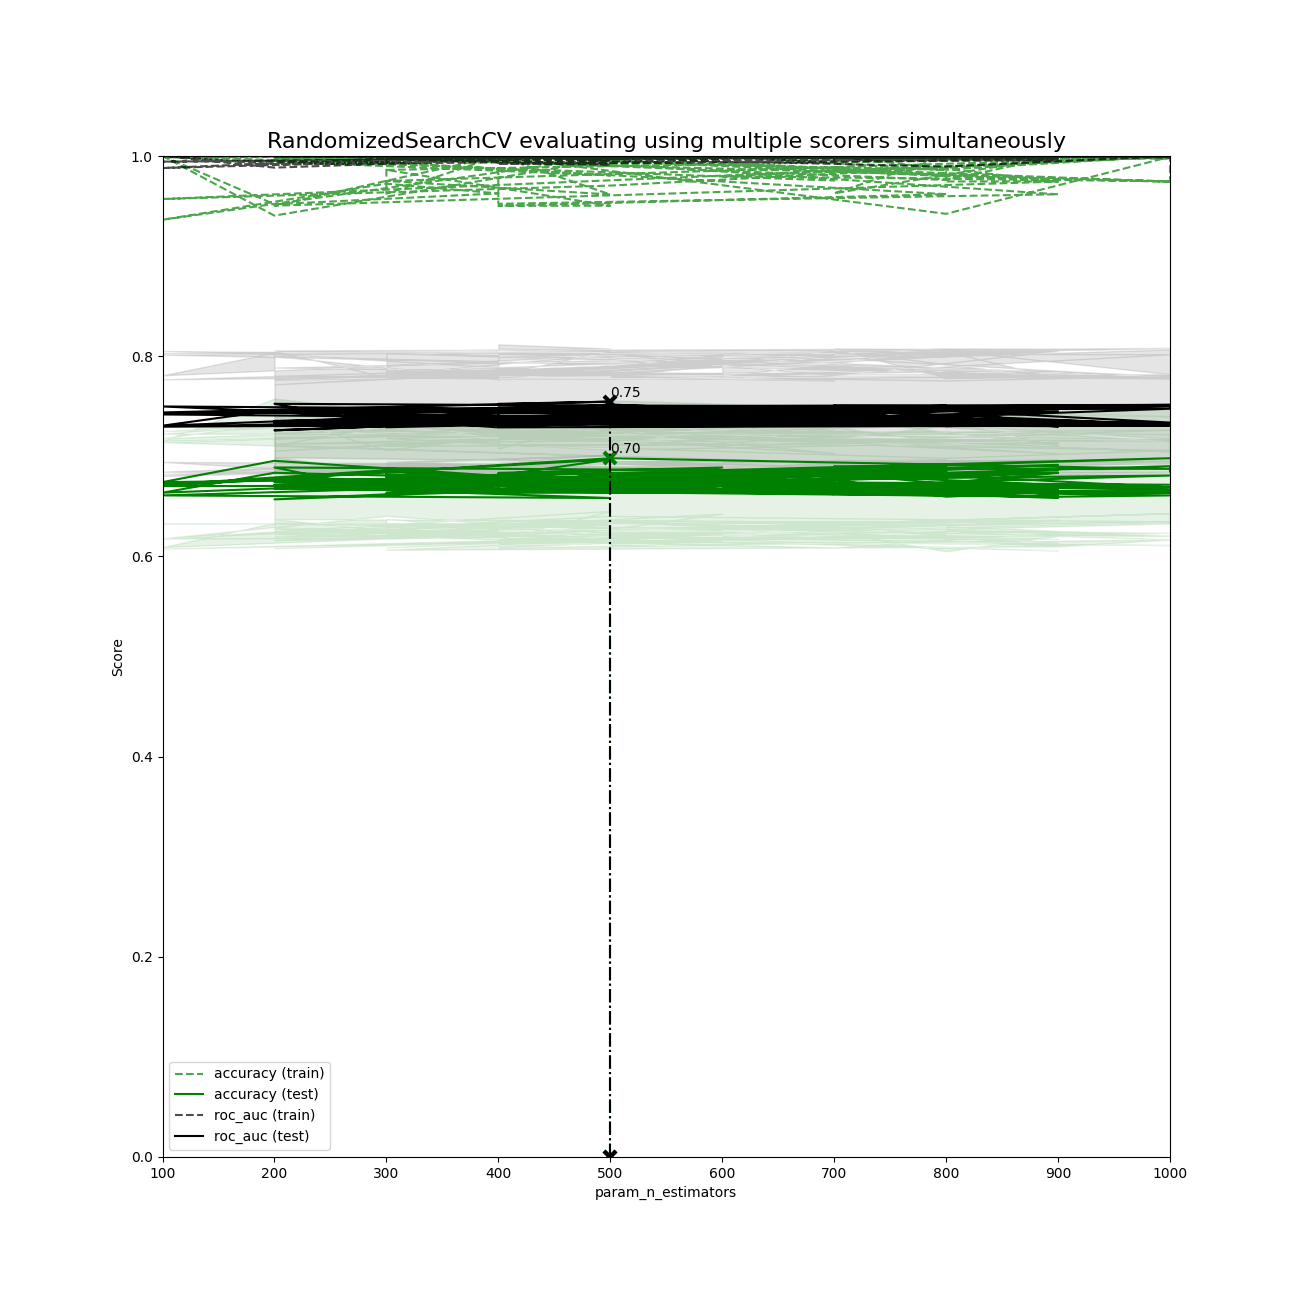 RandomizedSearchCV evaluating using multiple scorers simultaneously
1.0
0.8
0.75
0.70
0.6
Score
0.4
0.2
accuracy (train)
accuracy (test)
roc_auc (train)
roc_auc (test)
0.0
100 200 300 400 500 600 700 800 900 1000
param_n_estimators